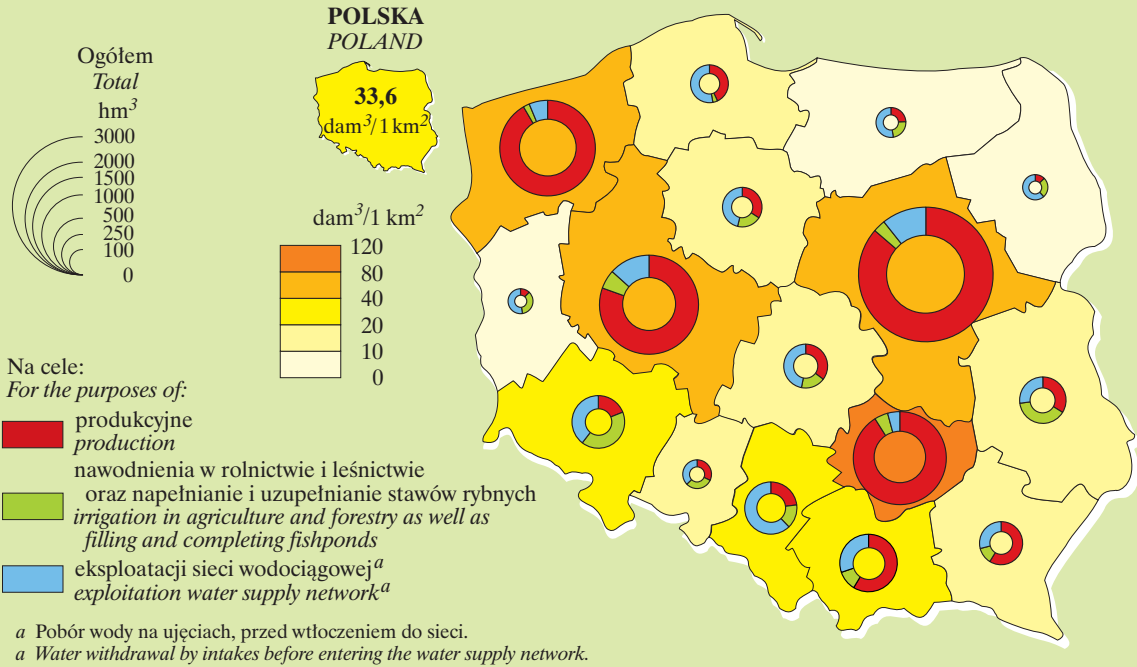 POLSKA
POLAND
33,6
dam³/1 km²
Ogółem
Total
hm³
3000
2000
1500
1000
500
250
100
0
dam³/1 km²
120
80
40
20
10
0
Na cele:
For the purposes of:
produkcyjne
production
nawodnienia w rolnictwie i leśnictwie
oraz napełnianie i uzupełnianie stawów rybnych
irrigation in agriculture and forestry as well as
filling and completing fishponds
eksploatacji sieci wodociągowej a
exploitation water supply network a
a Pobór wody na ujęciach, przed wtłoczeniem do sieci.
a Water withdrawal by intakes before entering the water supply network.